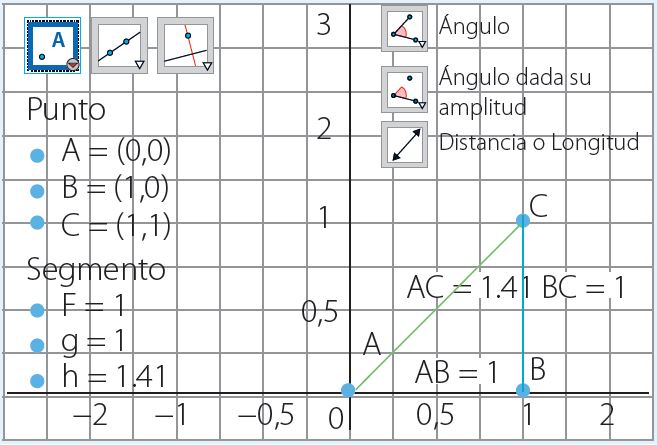 A
Punto
A = (0,0)
B = (1,0)
C = (1,1)
Segmento
F = 1
g = 1
h = 1.41
Ángulo
Ángulo dada su
amplitud
Distancia o Longitud
3
2
1
0,5
C
AC = 1.41 BC = 1
A
AB = 1 B
−2 −1 −0,5 0 0,5 1 2